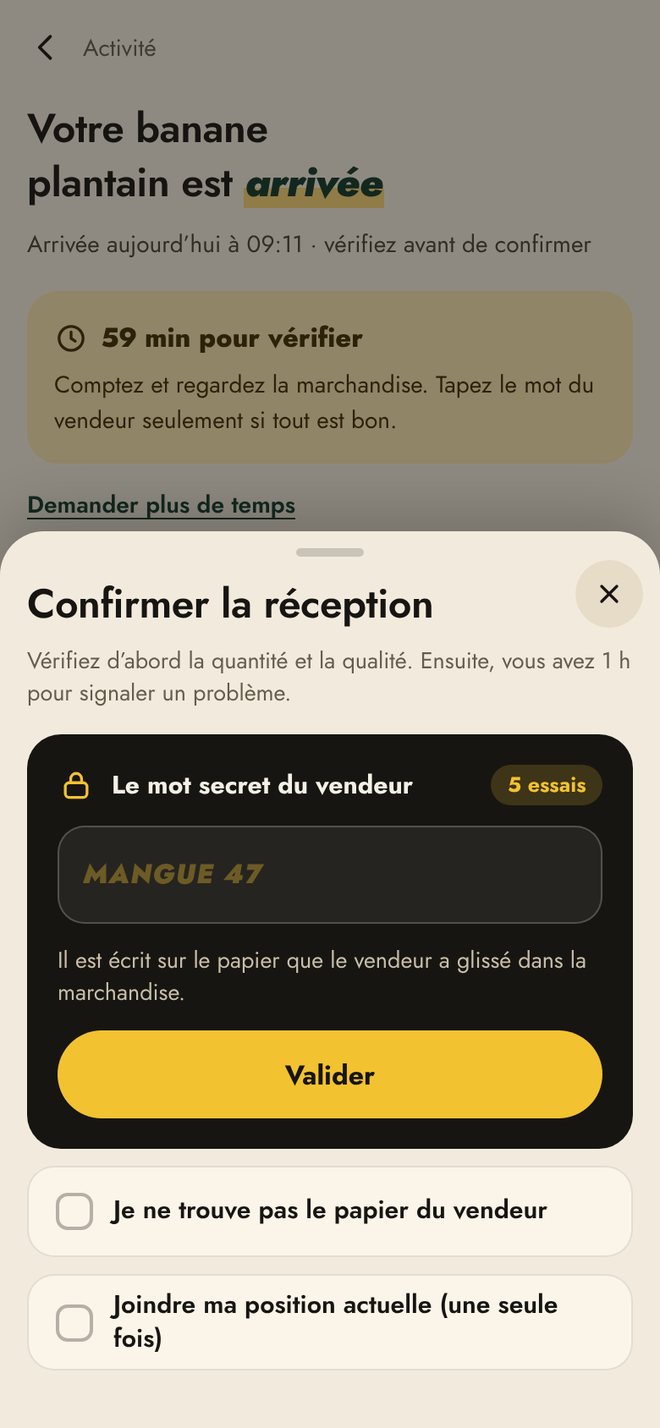 Activité
Votre banane
plantain est arrivée
Arrivée aujourd’hui à 09:11 · vérifiez avant de confirmer
59 min pour vérifier
Comptez et regardez la marchandise. Tapez le mot du
vendeur seulement si tout est bon.
Demander plus de temps
Confirmer la réception
Vérifiez d’abord la quantité et la qualité. Ensuite, vous avez 1 h
pour signaler un problème.
Le mot secret du vendeur
5 essais
MANGUE 47
Il est écrit sur le papier que le vendeur a glissé dans la
marchandise.
Valider
Je ne trouve pas le papier du vendeur
Joindre ma position actuelle (une seule
fois)